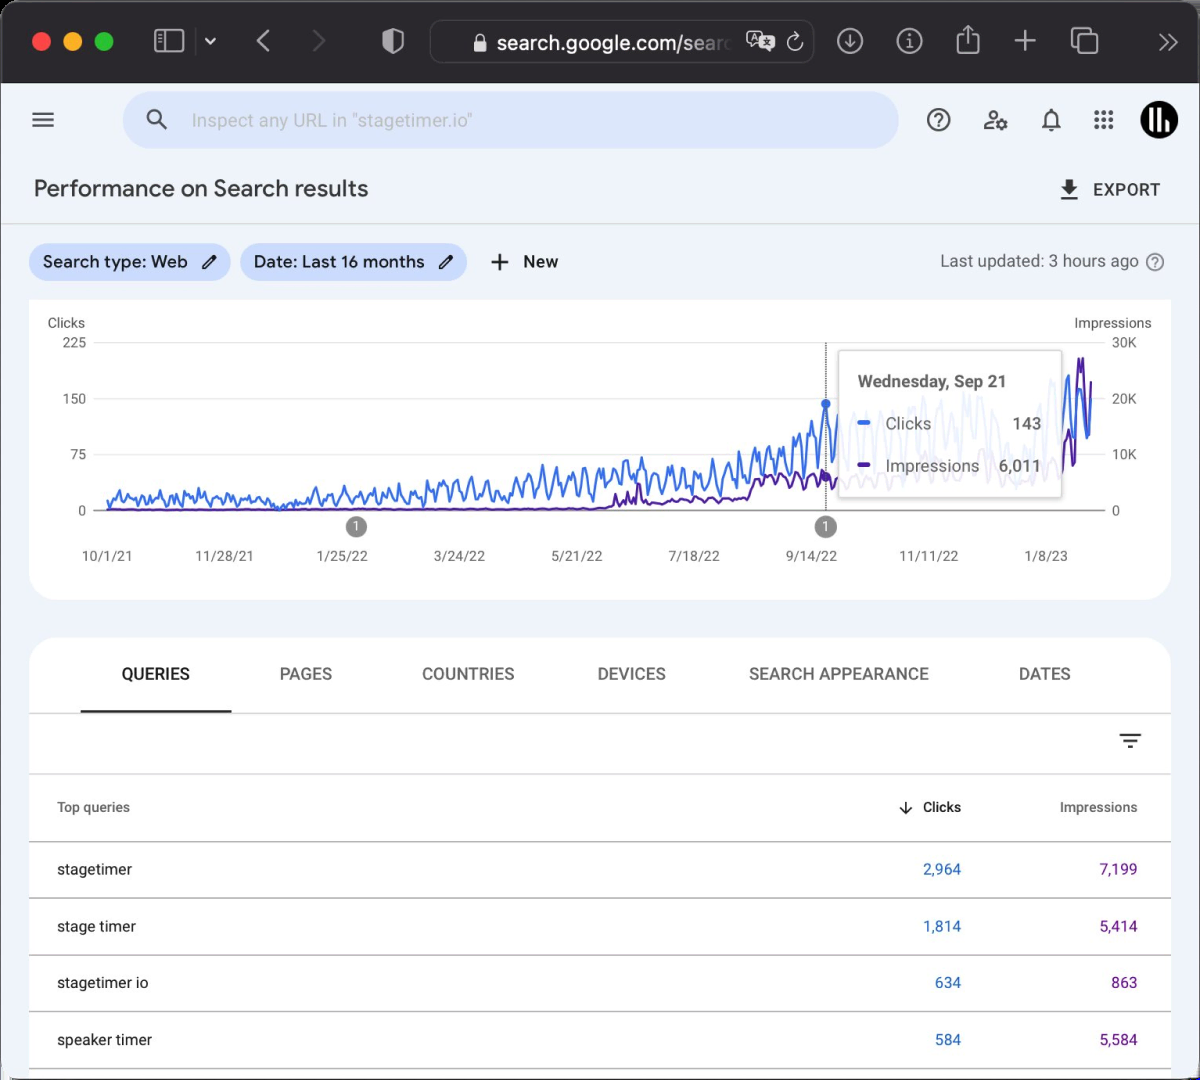 search.google.com/sear
Inspect any URL in "stagetimer.io"
Performance on Search results
EXPORT
Search type: Web
Date: Last 16 months
New
Last updated: 3 hours ago
Clicks
Impressions
225
30K
150
20K
75
10K
0
0
Wednesday, Sep 21
Clicks 143
Impressions 6,011
1
1
10/1/21 11/28/21 1/25/22 3/24/22 5/21/22 7/18/22 9/14/22 11/11/22 1/8/23
QUERIES PAGES COUNTRIES DEVICES SEARCH APPEARANCE DATES
Top queries Clicks Impressions
stagetimer 2,964 7,199
stage timer 1,814 5,414
stagetimer io 634 863
speaker timer 584 5,584